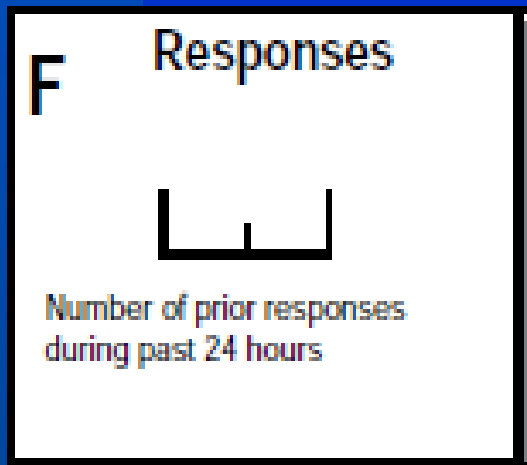 Responses
F
Number of prior responses
during past 24 hours